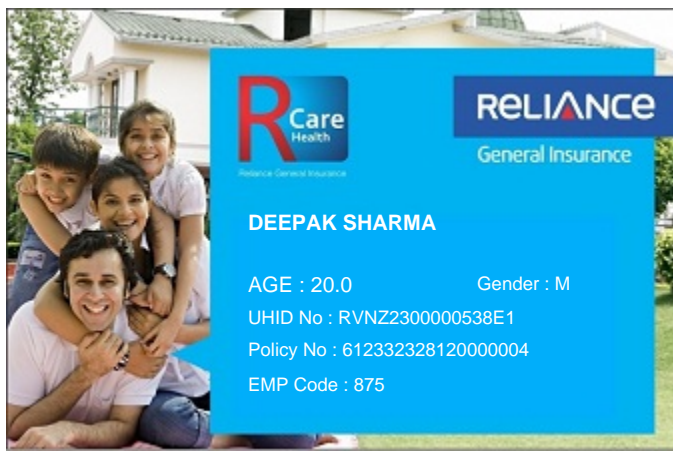 R Care
Health
Reliance General Insurance
RELIANCE
General Insurance
DEEPAK SHARMA
AGE : 20.0 Gender : M
UHID No : RVNZ2300000538E1
Policy No : 612332328120000004
EMP Code : 875